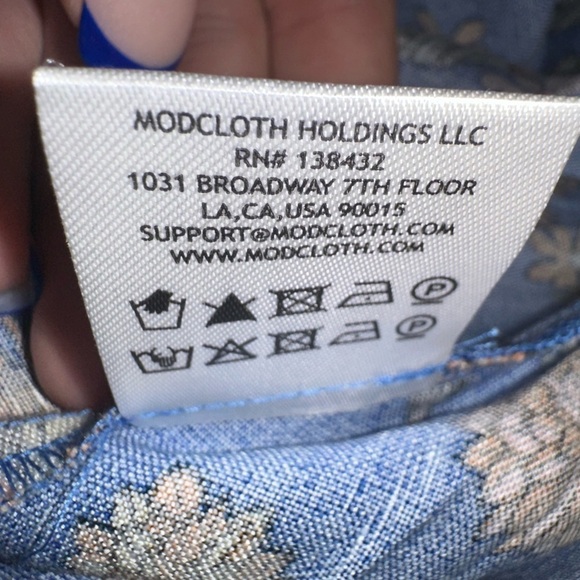 MODCLOTH HOLDINGS LLC
RN# 138432
1031 BROADWAY 7TH FLOOR
LA,CA,USA 90015
SUPPORT@MODCLOTH.COM
WWW.MODCLOTH.COM
P
P